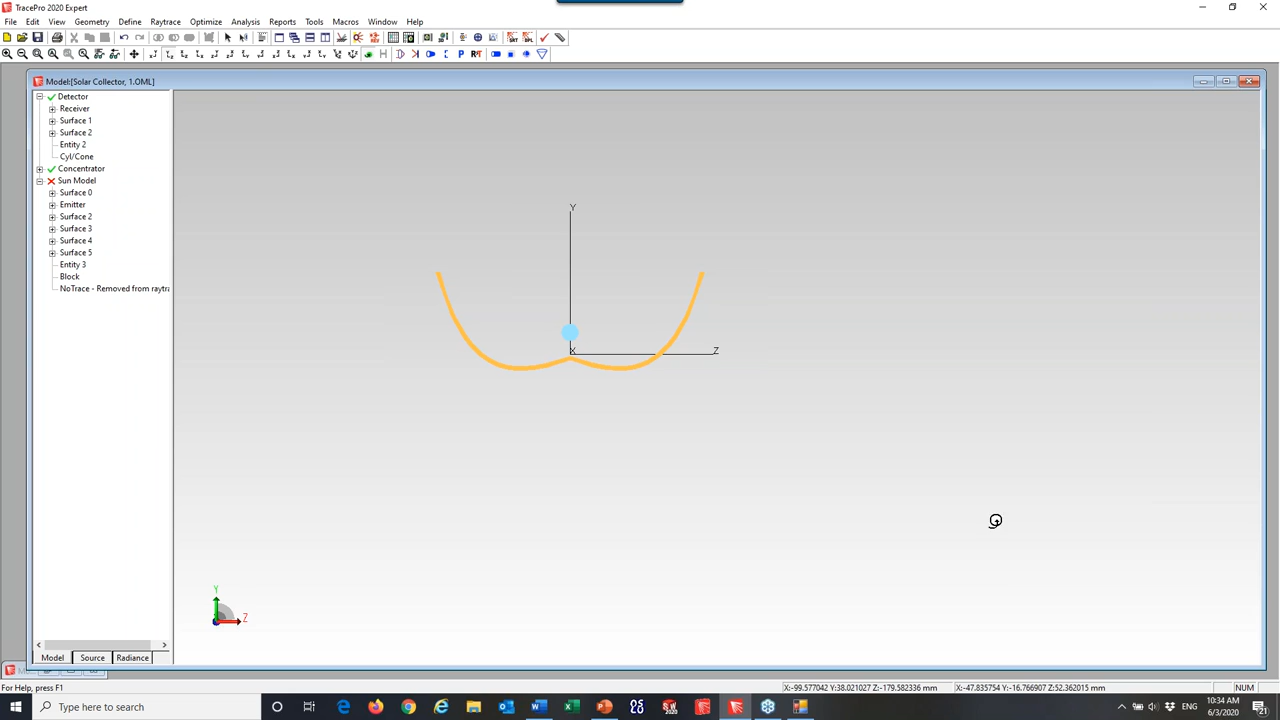 TracePro 2020 Expert
File Edit View Geometry Define Raytrace Optimize Analysis Reports Tools Macros Window Help
Model:[Solar Collector, 1.OML]
Detector
Receiver
Surface 1
Surface 2
Entity 2
Cyl/Cone
Concentrator
Sun Model
Surface 0
Emitter
Surface 2
Surface 3
Surface 4
Surface 5
Entity 3
Block
NoTrace - Removed from raytra
Y
X
Z
Y
Z
Model Source Radiance
For Help, press F1
X:-99.577042 Y:38.021027 Z:-179.582336 mm
X:-47.835754 Y:-16.766907 Z:52.362015 mm
NUM
Type here to search
ENG
10:34 AM
6/3/2020